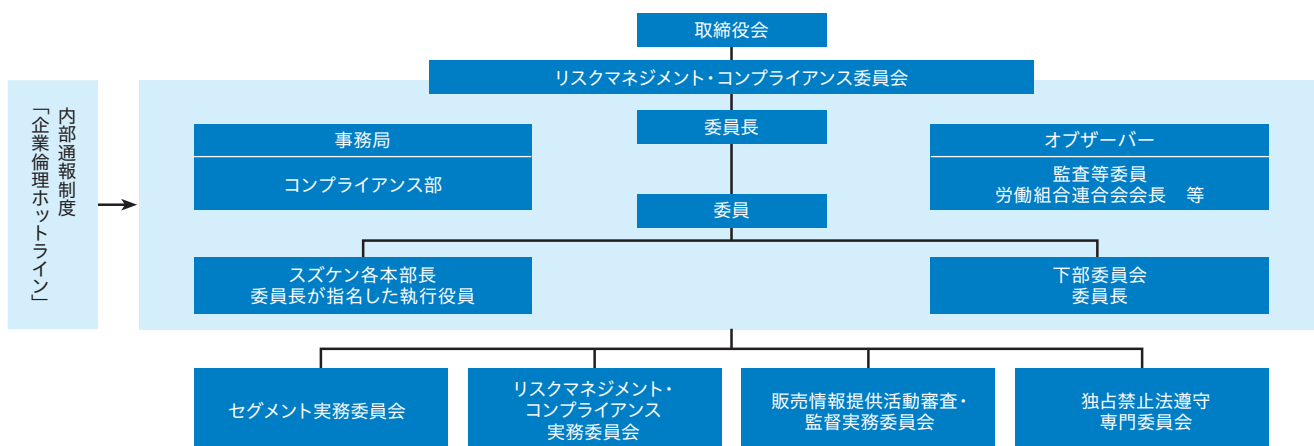 取締役会
リスクマネジメント・コンプライアンス委員会
内部通報制度
「企業倫理ホットライン」
委員長
事務局
コンプライアンス部
オブザーバー
監査等委員
労働組合連合会会長　等
委員
スズケン各本部長
委員長が指名した執行役員
下部委員会
委員長
セグメント実務委員会
リスクマネジメント・
コンプライアンス
実務委員会
販売情報提供活動審査・
監督実務委員会
独占禁止法遵守
専門委員会